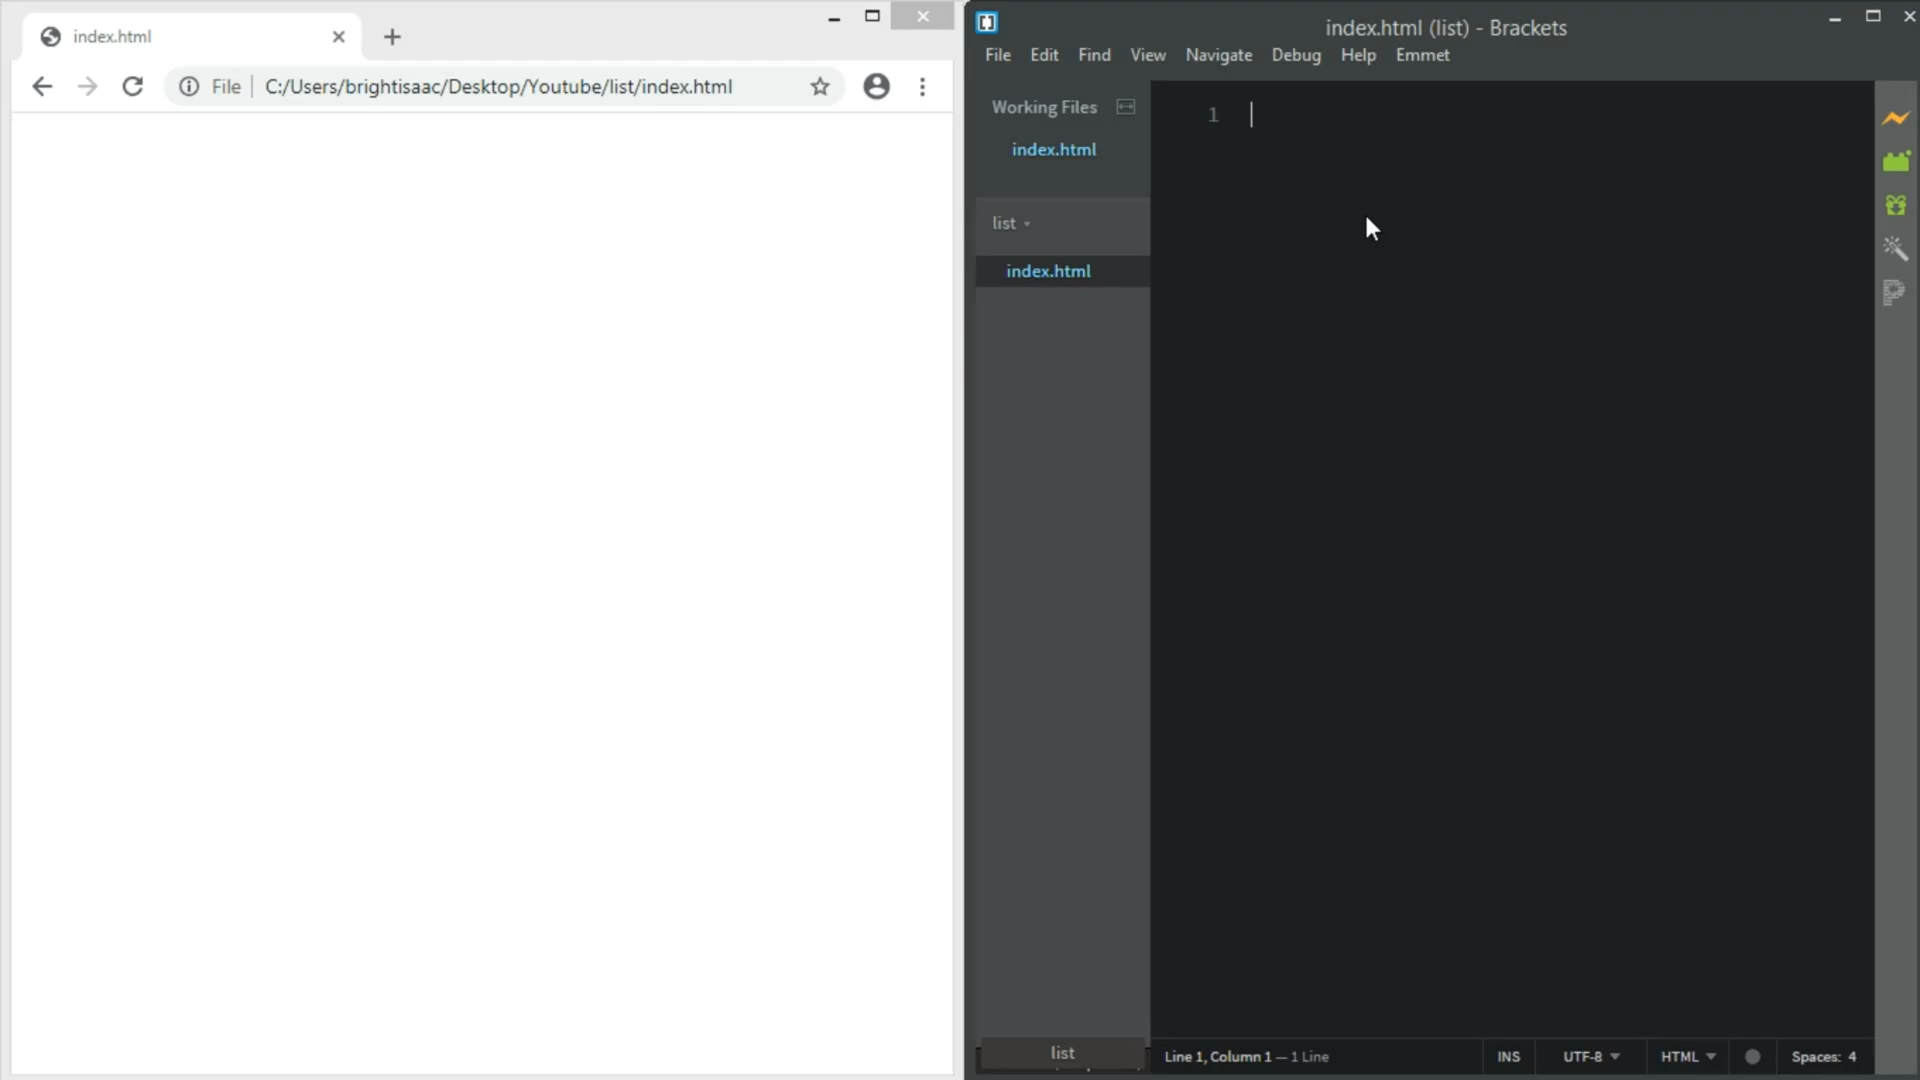 index.html
File
C:/Users/brightisaac/Desktop/Youtube/list/index.html
index.html (list) - Brackets
File Edit Find View Navigate Debug Help Emmet
Working Files
index.html
list
index.html
list
1
Line 1, Column 1 — 1 Line
INS
UTF-8
HTML
Spaces: 4